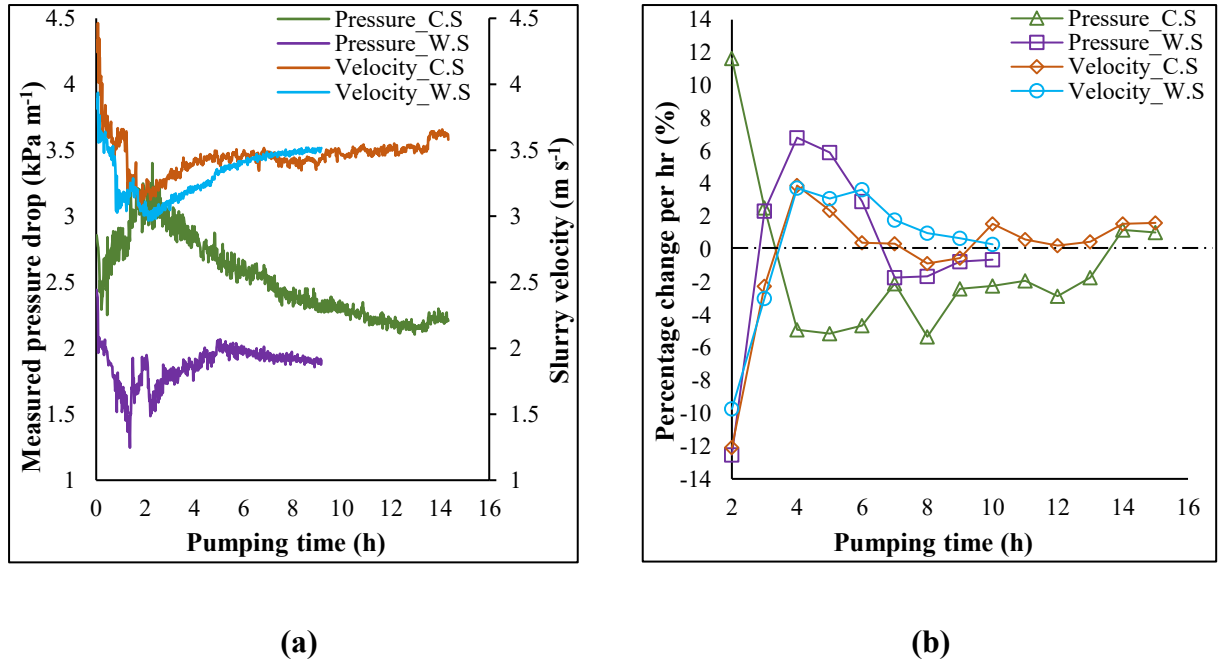 4.5
4
3.5
3
2.5
2
1.5
1
Measured pressure drop (kPa m⁻¹)
Pressure_C.S
Pressure_W.S
Velocity_C.S
Velocity_W.S
4.5
4
3.5
3
2.5
2
1.5
1
Slurry velocity (m s⁻¹)
0 2 4 6 8 10 12 14 16
Pumping time (h)
(a)
14
12
10
8
6
4
2
0
-2
-4
-6
-8
-10
-12
-14
Percentage change per hr (%)
Pressure_C.S
Pressure_W.S
Velocity_C.S
Velocity_W.S
2 4 6 8 10 12 14 16
Pumping time (h)
(b)